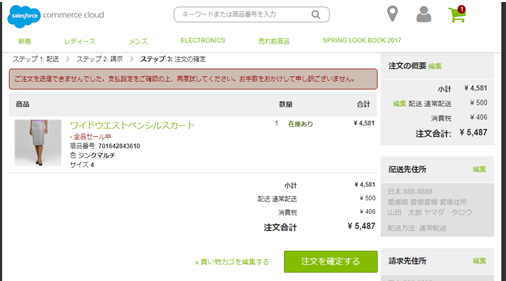 salesforce commerce cloud
キーワードまたは商品番号を入力
1
新着 レディース メンズ ELECTRONICS 売れ筋商品 SPRING LOOK BOOK 2017
ステップ 1: 配送 > ステップ 2: 請求 > ステップ 3: 注文の確定
ご注文を送信できませんでした。支払設定をご確認の上、再度試してください。お手数をおかけして申し訳ございません。
商品 数量 合計
ワイドウエストペンシルスカート 1 在庫あり ¥ 4,581
- 全品セール中
商品番号: 701642843610
色 ジンクマルチ
サイズ 4
小計 ¥ 4,581
配送 通常配送 ¥ 500
消費税 ¥ 406
注文合計 ¥ 5,487
« 買い物カゴを編集する
注文を確定する
注文の概要 編集
小計 ¥ 4,581
編集 配送 通常配送 ¥ 500
消費税 ¥ 406
注文合計: ¥ 5,487
配送先住所 編集
日本 888-8888
愛媛県 愛媛愛媛 愛媛住所
山田 太郎 ヤマダ タロウ
配送方法: 通常配送
請求先住所 編集